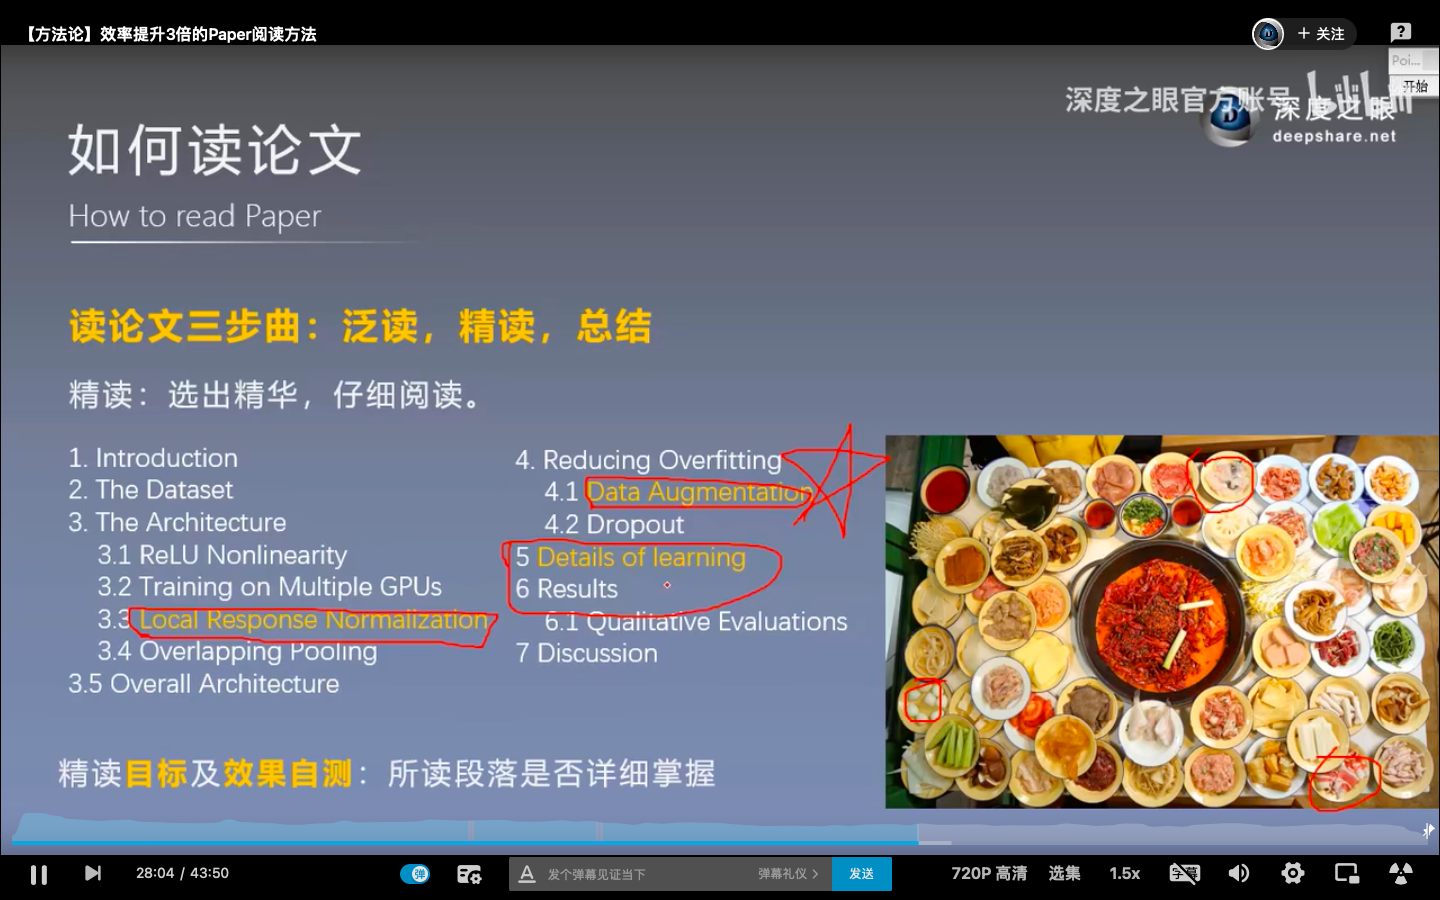 【方法论】效率提升3倍的Paper阅读方法
+ 关注
Poi...
开始
深度之眼官方账号
bilibili
深度之眼
deepshare.net
如何读论文
How to read Paper
读论文三步曲：泛读，精读，总结
精读：选出精华，仔细阅读。
1. Introduction
2. The Dataset
3. The Architecture
3.1 ReLU Nonlinearity
3.2 Training on Multiple GPUs
3.3 Local Response Normalization
3.4 Overlapping Pooling
3.5 Overall Architecture
4. Reducing Overfitting
4.1 Data Augmentation
4.2 Dropout
5 Details of learning
6 Results
6.1 Qualitative Evaluations
7 Discussion
精读目标及效果自测：所读段落是否详细掌握
28:04 / 43:50
弹
A 发个弹幕见证当下
弹幕礼仪 >
发送
720P 高清
选集
1.5x
字幕